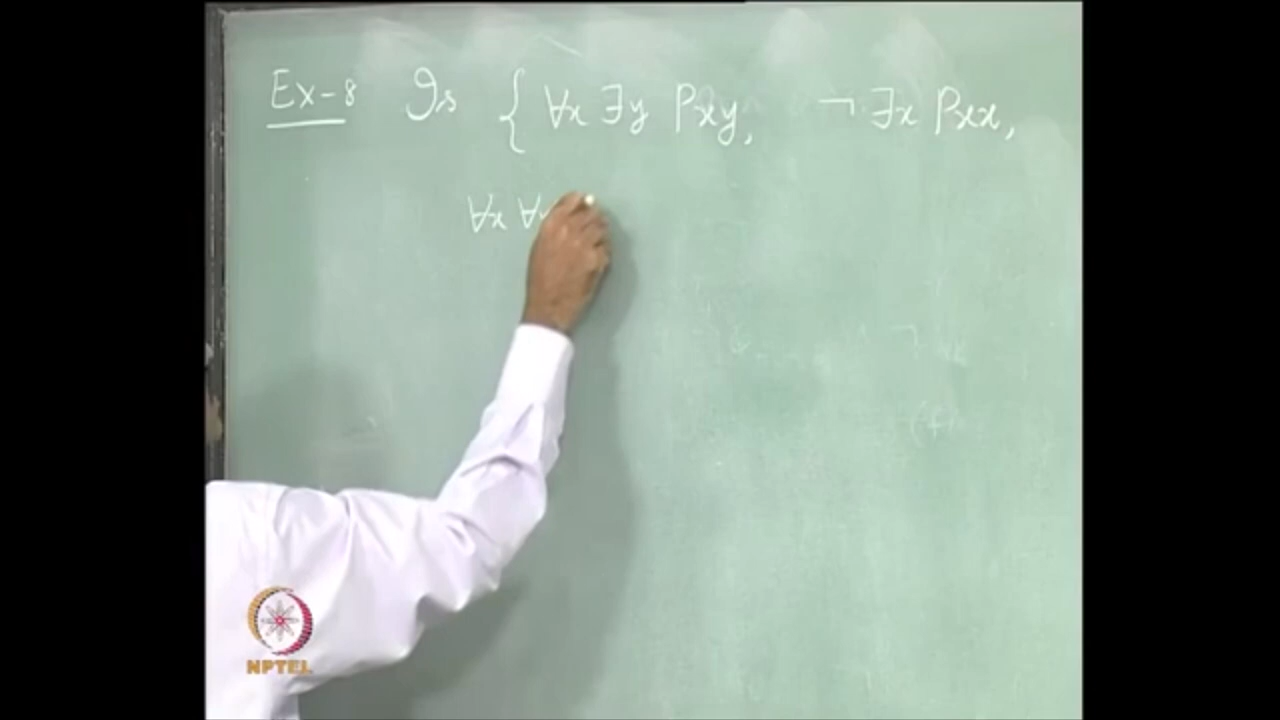 Ex-8 Is { ∀x ∃y Pxy, ¬ ∃x Pxx,
∀x ∀
NPTEL